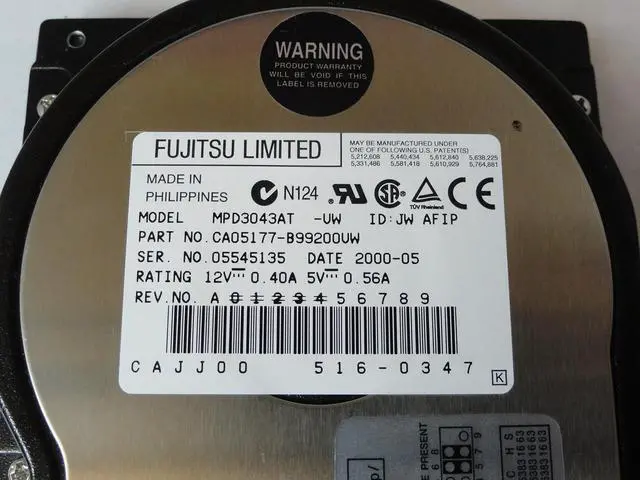 WARNING
PRODUCT WARRANTY
WILL BE VOID IF THIS
LABEL IS REMOVED
FUJITSU LIMITED
MAY BE MANUFACTURED UNDER
ONE OF FOLLOWING U.S. PATENT(S)
5,212,608 5,440,434 5,612,840 5,638,225
5,331,486 5,581,418 5,610,929 5,764,881
MADE IN
PHILIPPINES
N124
TÜV Rheinland
MODEL MPD3043AT -UW ID:JW AFIP
PART NO.CA05177-B99200UW
SER. NO.05545135 DATE 2000-05
RATING 12V 0.40A 5V 0.56A
REV.NO. A 0 1 2 3 4 5 6 7 8 9
CAJJ00 516-0347
K
PRESENT
C H S